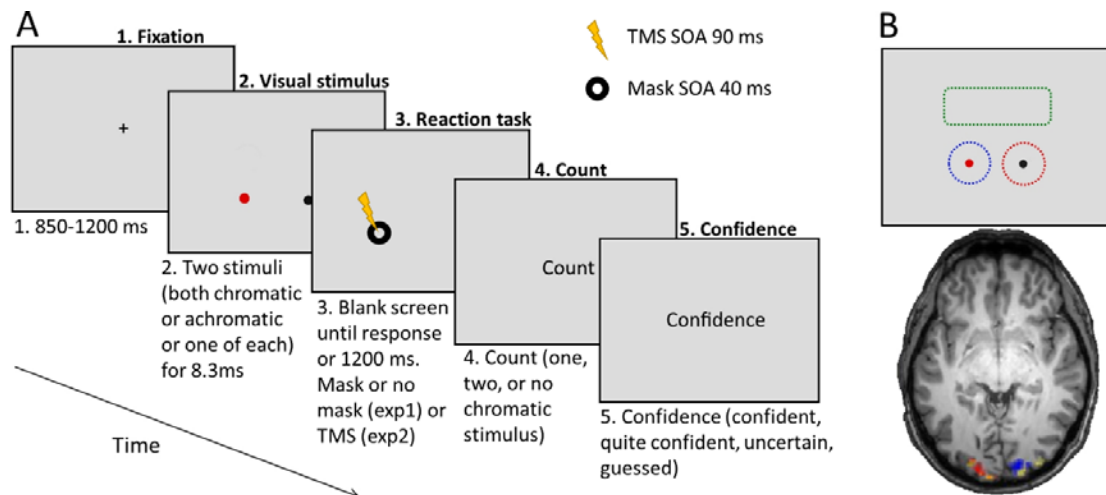 A
1. Fixation
2. Visual stimulus
3. Reaction task
4. Count
5. Confidence
TMS SOA 90 ms
Mask SOA 40 ms
1. 850-1200 ms
2. Two stimuli
(both chromatic
or achromatic
or one of each)
for 8.3ms
3. Blank screen
until response
or 1200 ms.
Mask or no
mask (exp1) or
TMS (exp2)
Count
4. Count (one,
two, or no
chromatic
stimulus)
Confidence
5. Confidence (confident,
quite confident, uncertain,
guessed)
Time
B